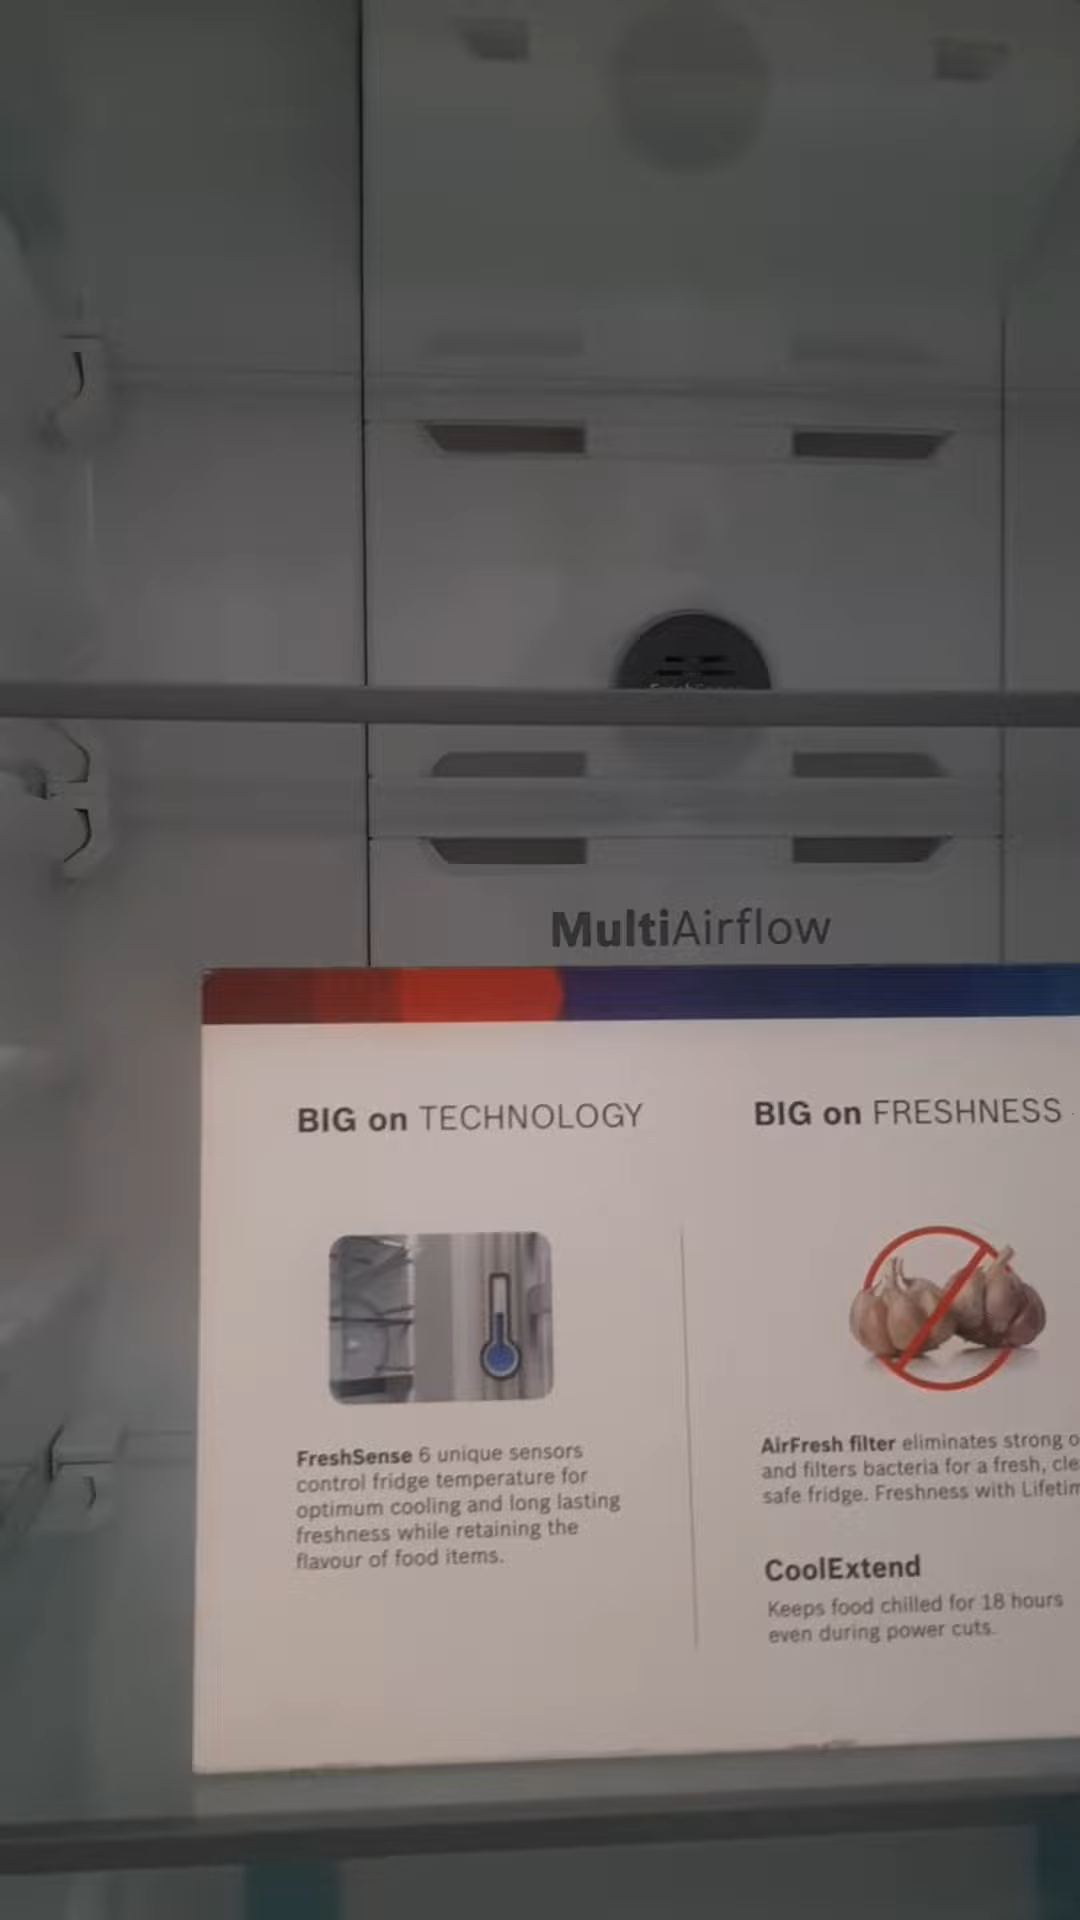 MultiAirflow
BIG on TECHNOLOGY
FreshSense 6 unique sensors
control fridge temperature for
optimum cooling and long lasting
freshness while retaining the
flavour of food items.
BIG on FRESHNESS
AirFresh filter eliminates strong
and filters bacteria for a fresh,
safe fridge. Freshness with
CoolExtend
Keeps food chilled for 18 hours
even during power cuts.